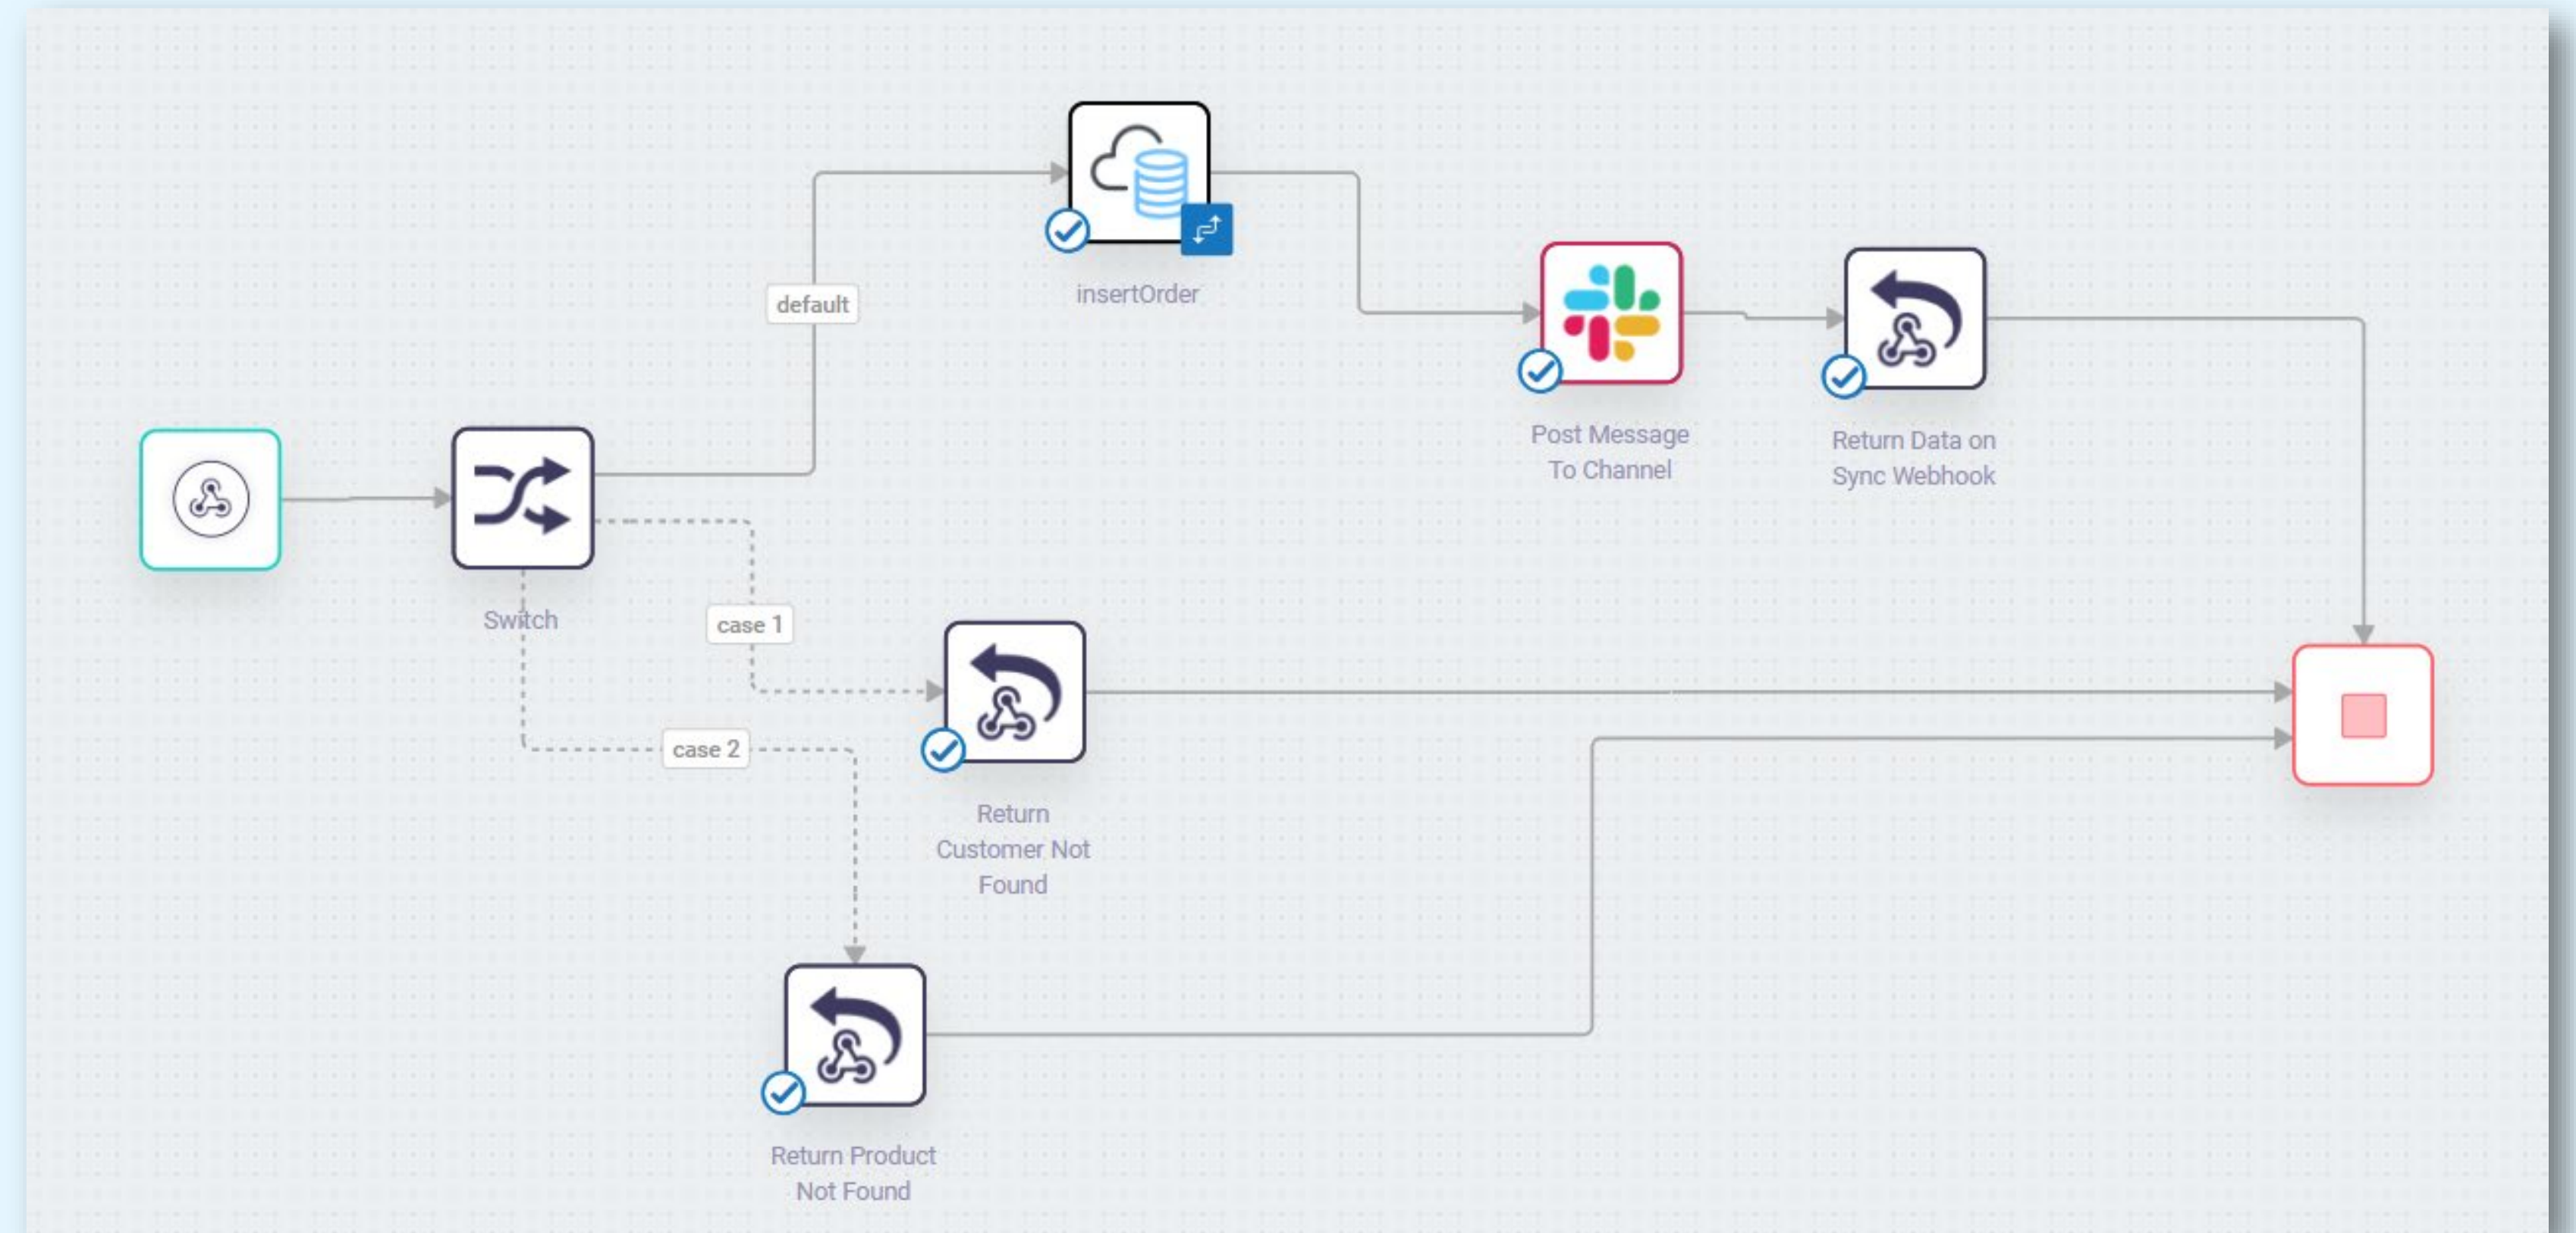 insertOrder
default
Post Message
To Channel
Return Data on
Sync Webhook
Switch
case 1
case 2
Return
Customer Not
Found
Return Product
Not Found